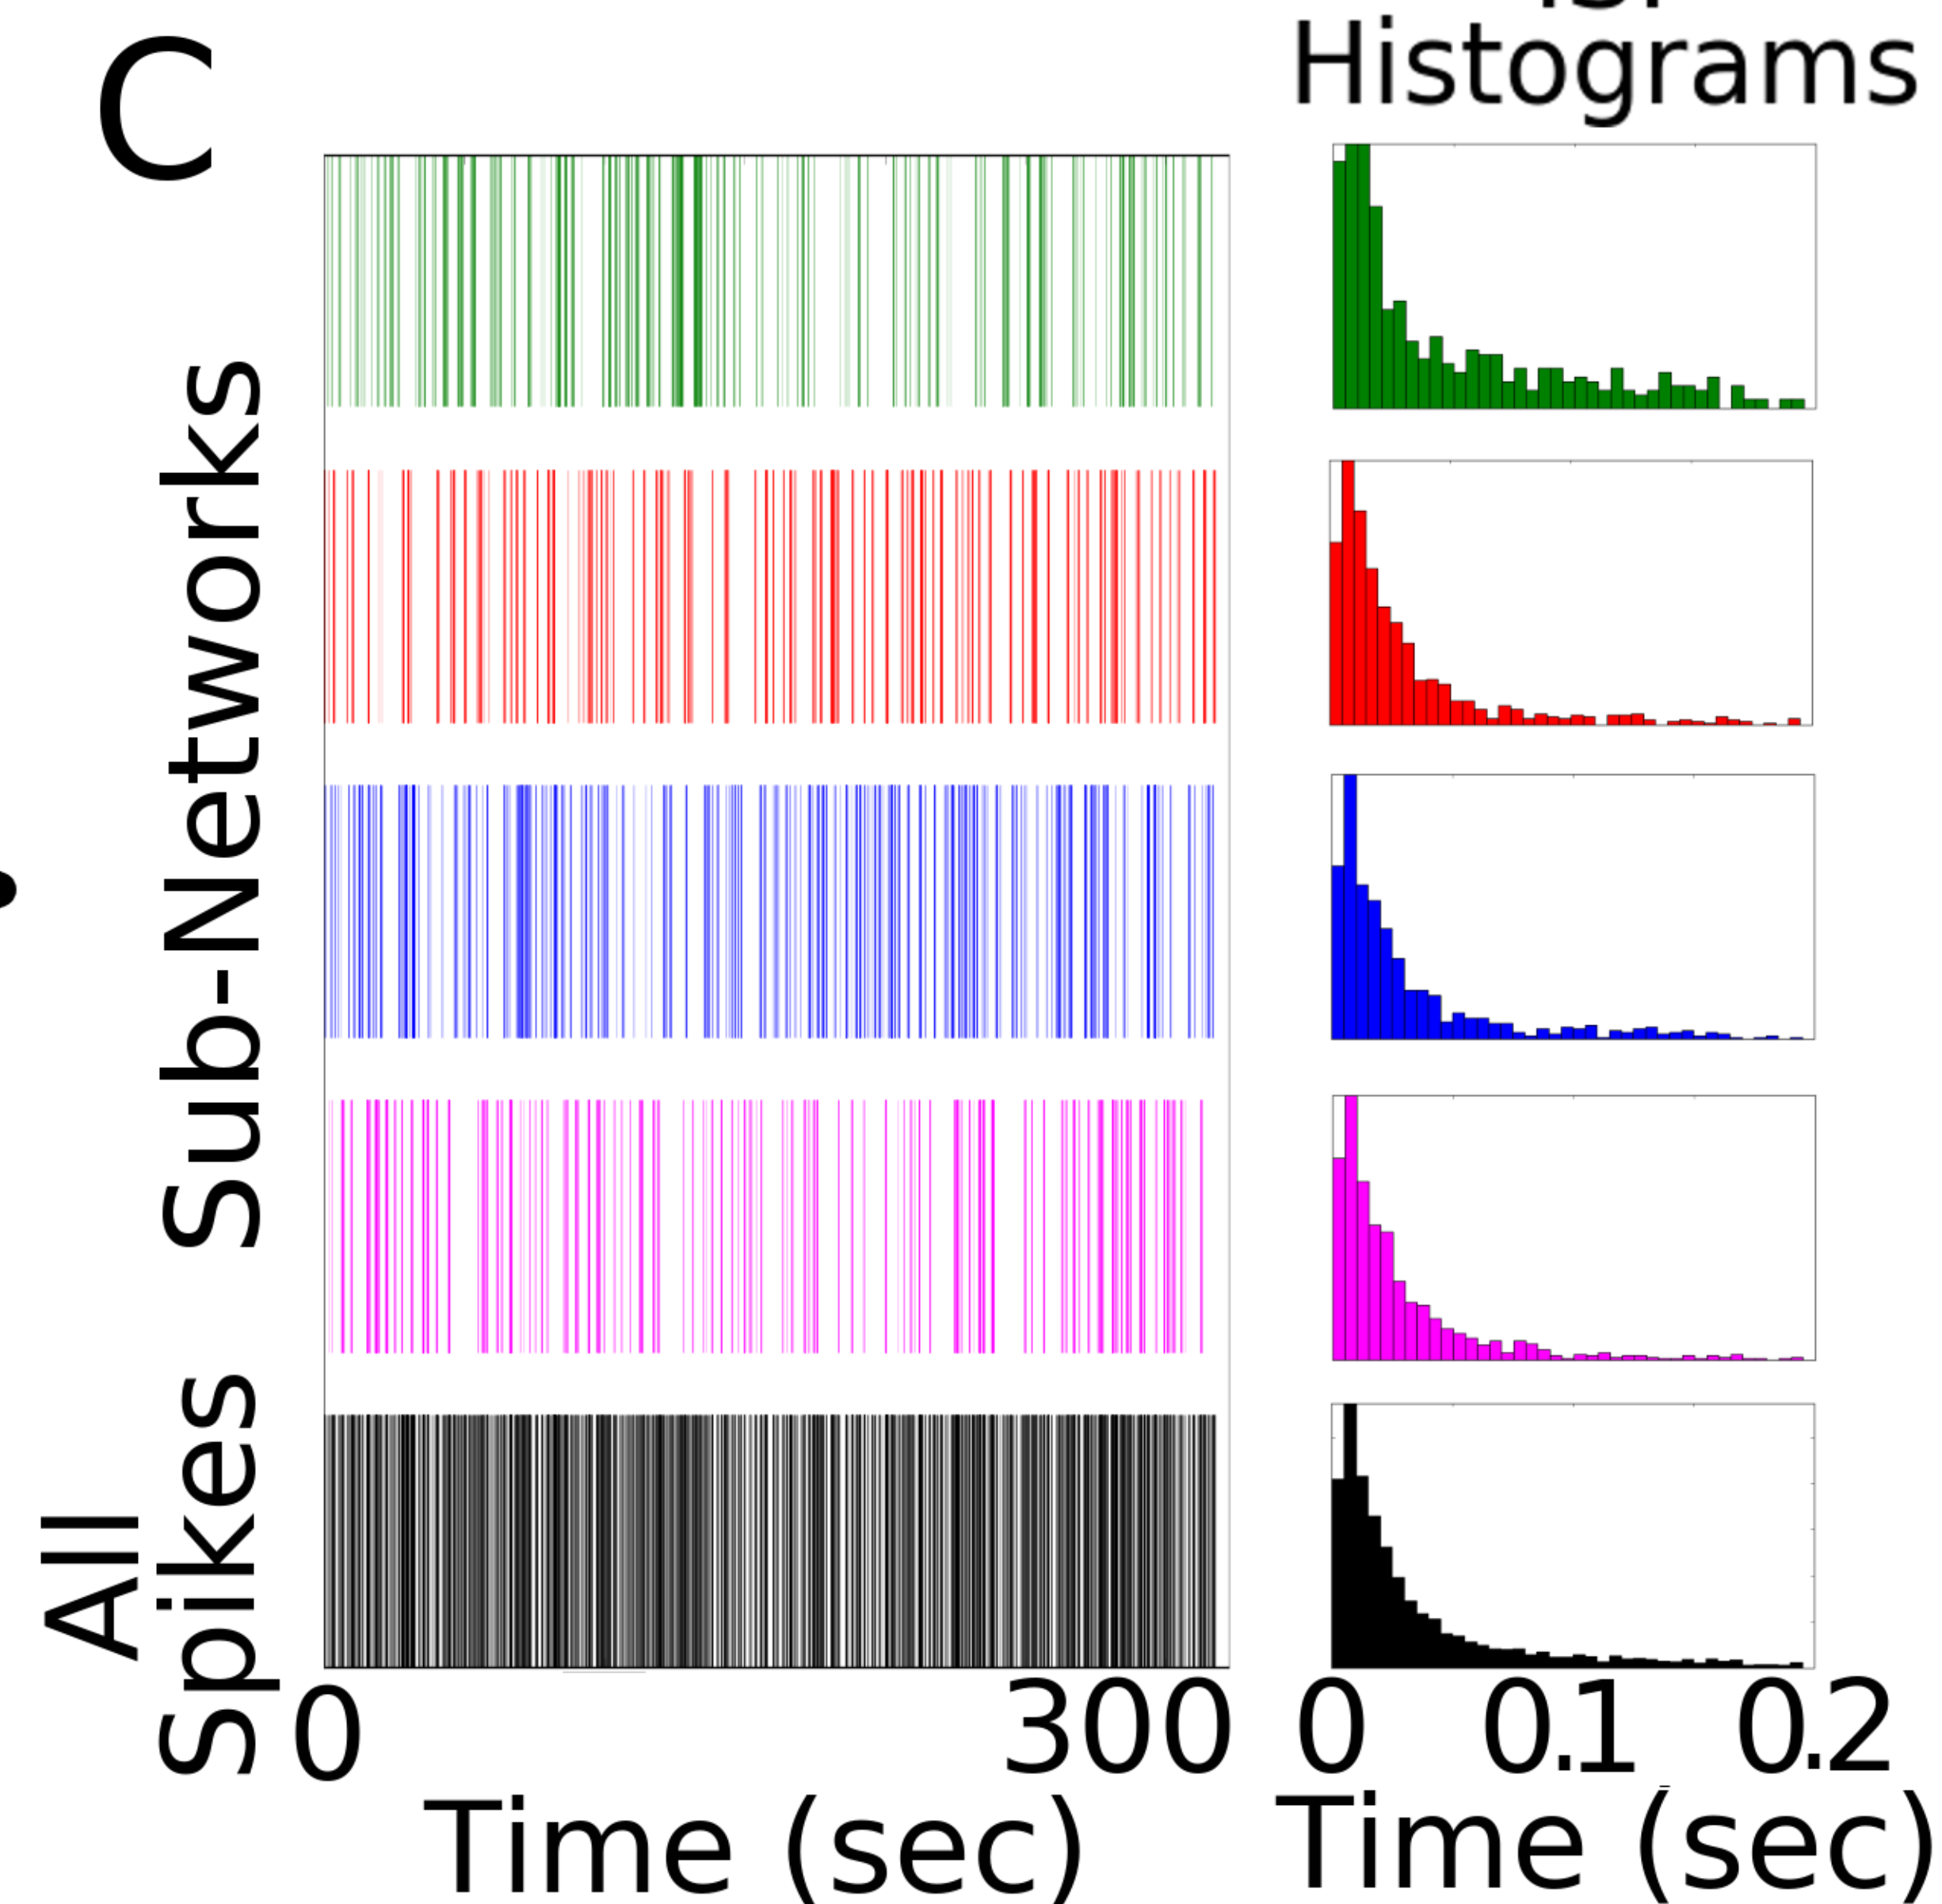 C
Histograms
Sub-Networks
All
Spikes
0 300 0 0.1 0.2
Time (sec) Time (sec)